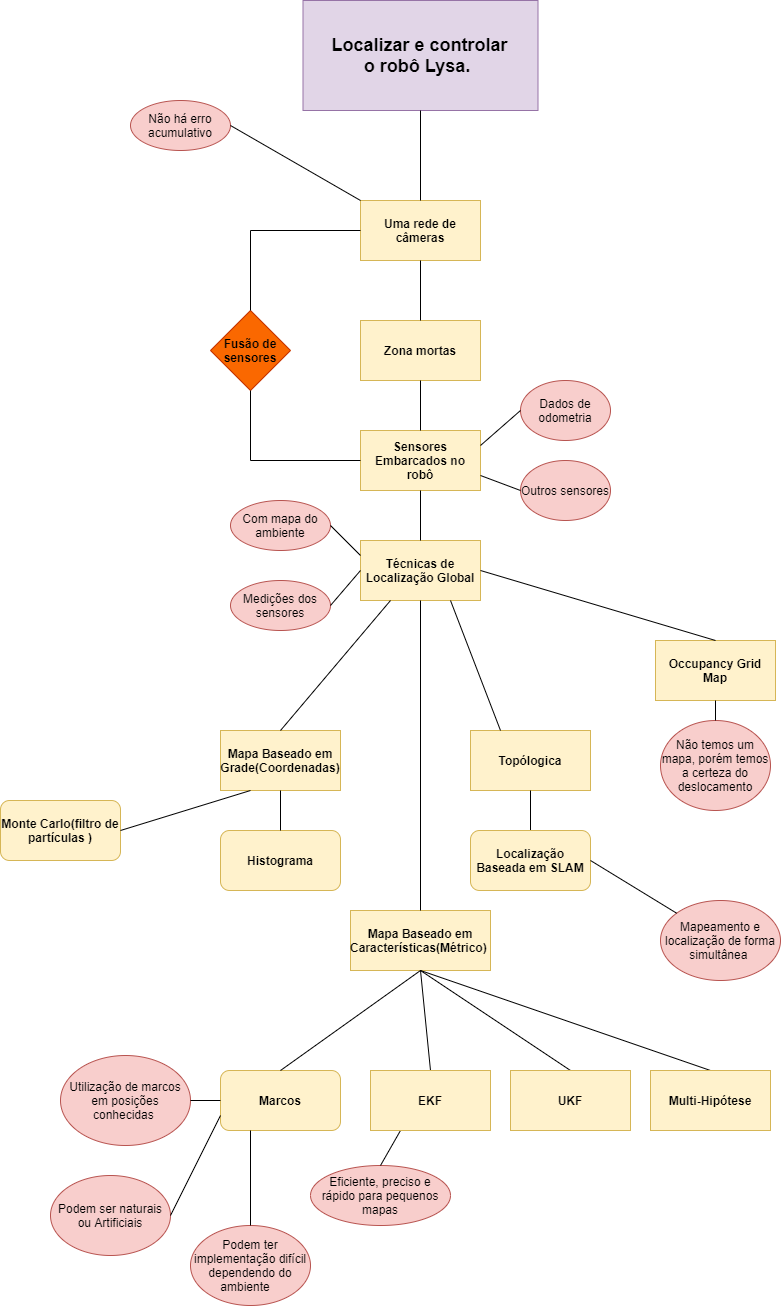 Localizar e controlar
o robô Lysa.
Não há erro
acumulativo
Uma rede de
câmeras
Fusão de
sensores
Zona mortas
Dados de
odometria
Sensores
Embarcados no
robô
Outros sensores
Com mapa do
ambiente
Técnicas de
Localização Global
Medições dos
sensores
Occupancy Grid
Map
Não temos um
mapa, porém temos
a certeza do
deslocamento
Mapa Baseado em
Grade(Coordenadas)
Topólogica
Monte Carlo(filtro de
partículas )
Histograma
Localização
Baseada em SLAM
Mapeamento e
localização de forma
simultânea
Mapa Baseado em
Características(Métrico)
Utilização de marcos
em posições
conhecidas
Marcos
EKF
UKF
Multi-Hipótese
Eficiente, preciso e
rápido para pequenos
mapas
Podem ser naturais
ou Artificiais
Podem ter
implementação difícil
dependendo do
ambiente